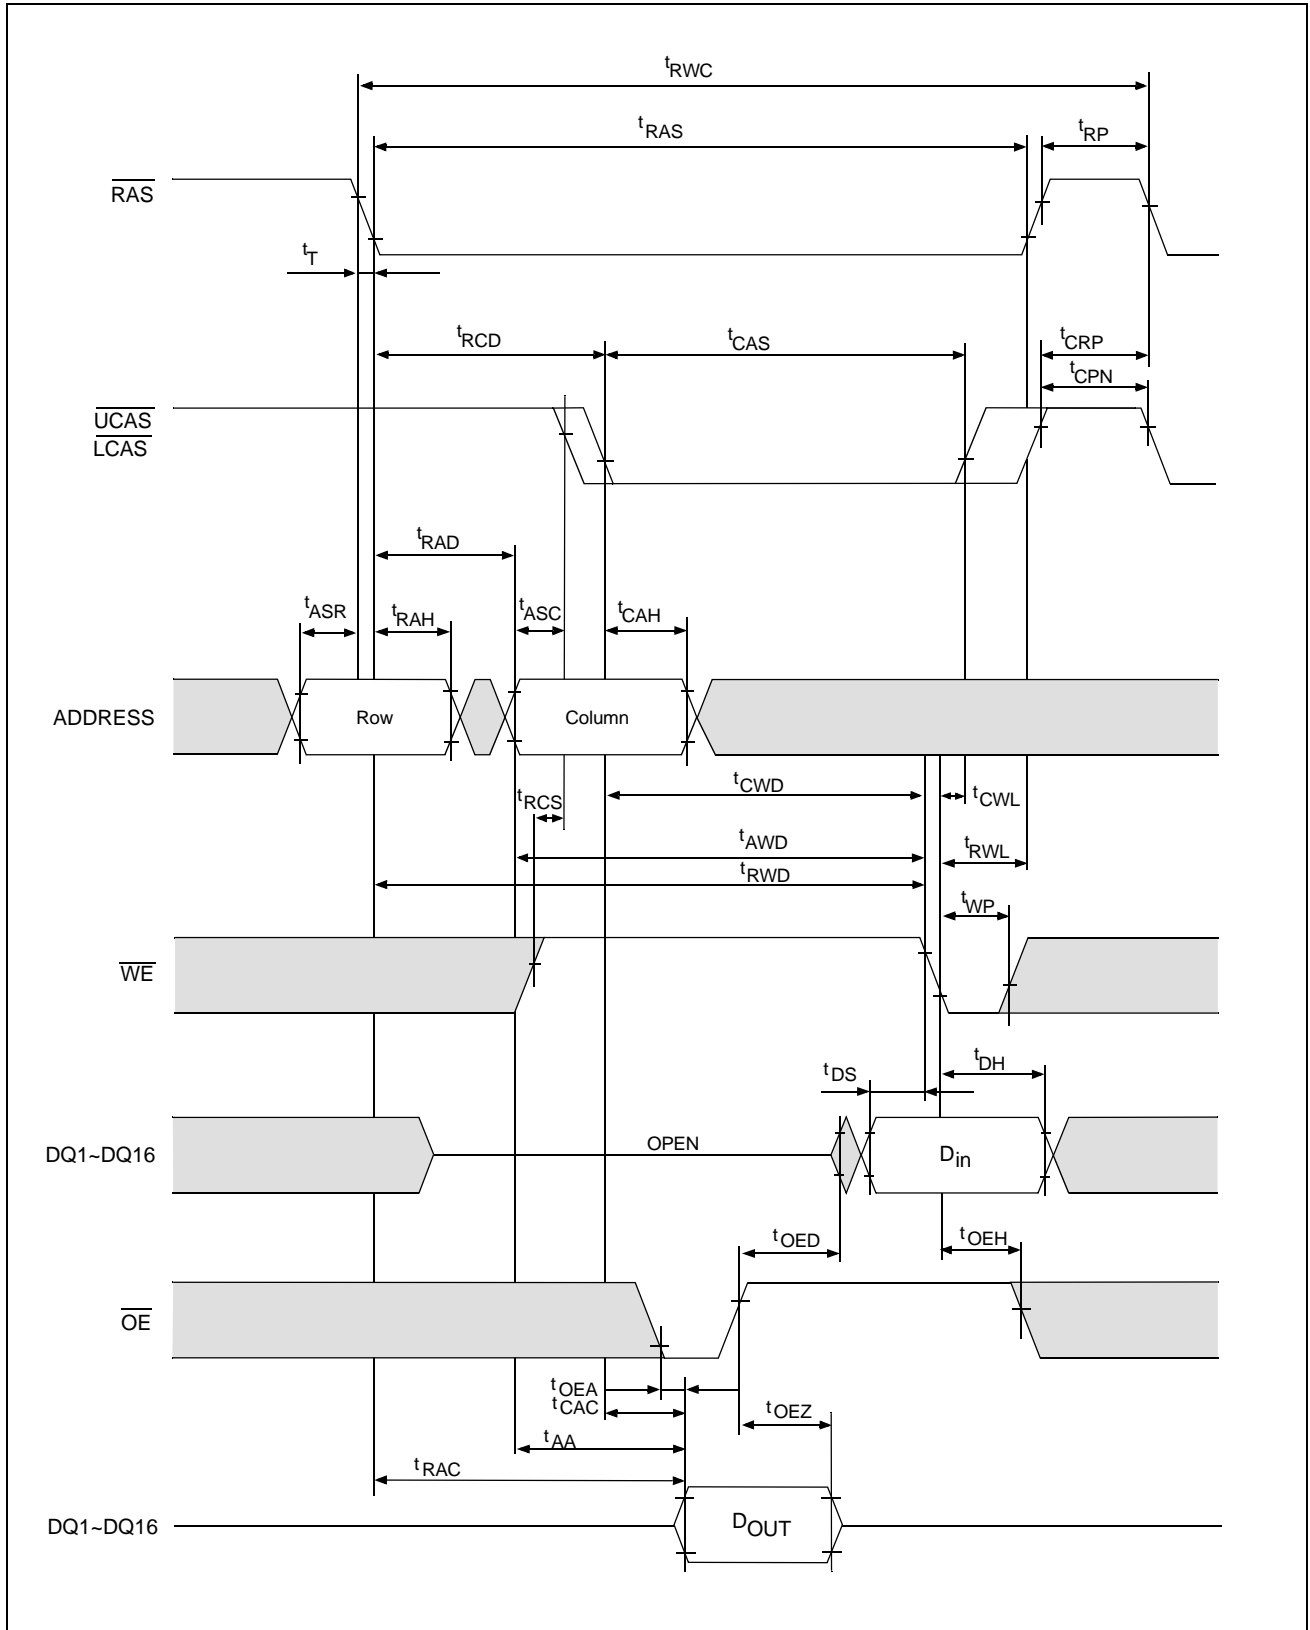 tRWC
tRAS
tRP
RAS
tT
tRCD
tCAS
tCRP
tCPN
UCAS
LCAS
tRAD
tASR
tRAH
tASC
tCAH
ADDRESS
Row
Column
tCWD
tRCS
tCWL
tAWD
tRWL
tRWD
tWP
WE
tDH
tDS
DQ1~DQ16
OPEN
Din
tOED
tOEH
OE
tOEA
tCAC
tOEZ
tAA
tRAC
DQ1~DQ16
DOUT